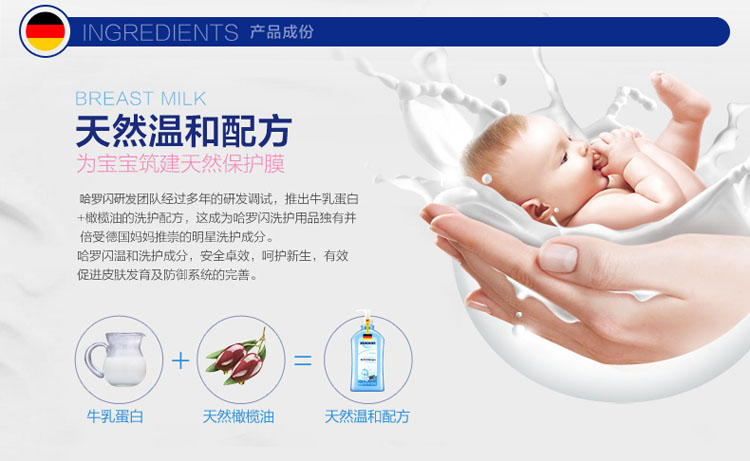 INGREDIENTS 产品成份
BREAST MILK
天然温和配方
为宝宝筑建天然保护膜
哈罗闪研发团队经过多年的研发调试，推出牛乳蛋白
+橄榄油的洗护配方，这成为哈罗闪洗护用品独有并
倍受德国妈妈推崇的明星洗护成分。
哈罗闪温和洗护成分，安全卓效，呵护新生，有效
促进皮肤发育及防御系统的完善。
+ =
牛乳蛋白 天然橄榄油 天然温和配方